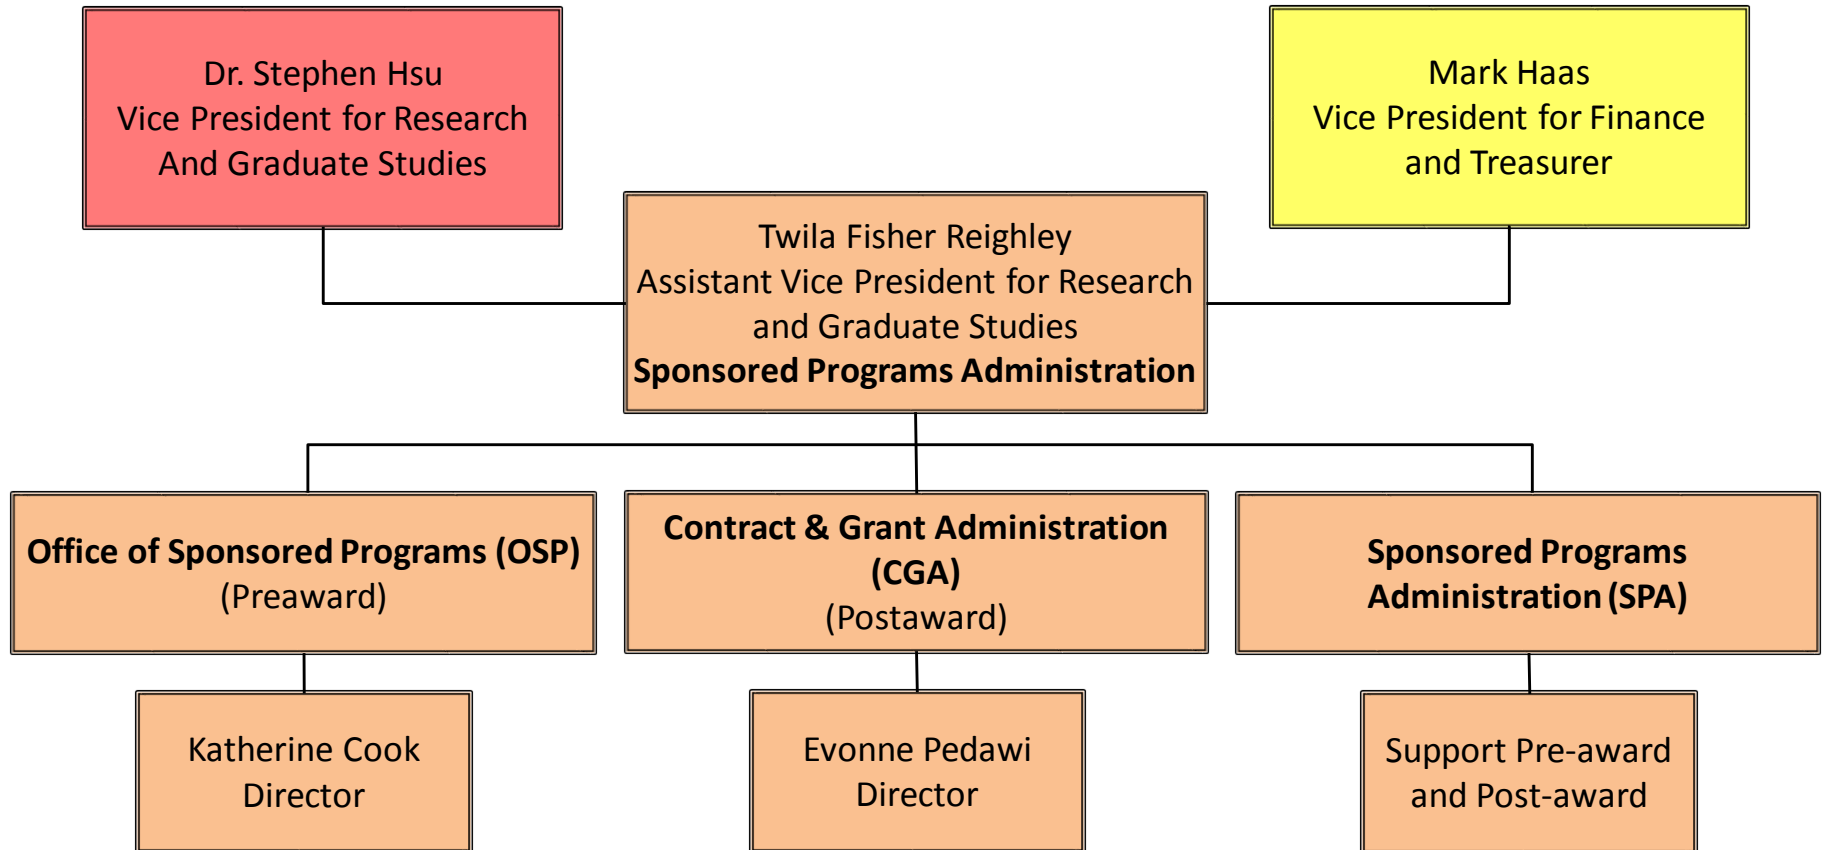 Dr. Stephen Hsu
Vice President for Research
And Graduate Studies
Mark Haas
Vice President for Finance
and Treasurer
Twila Fisher Reighley
Assistant Vice President for Research
and Graduate Studies
Sponsored Programs Administration
Office of Sponsored Programs (OSP)
(Preaward)
Contract & Grant Administration
(CGA)
(Postaward)
Sponsored Programs
Administration (SPA)
Katherine Cook
Director
Evonne Pedawi
Director
Support Pre-award
and Post-award